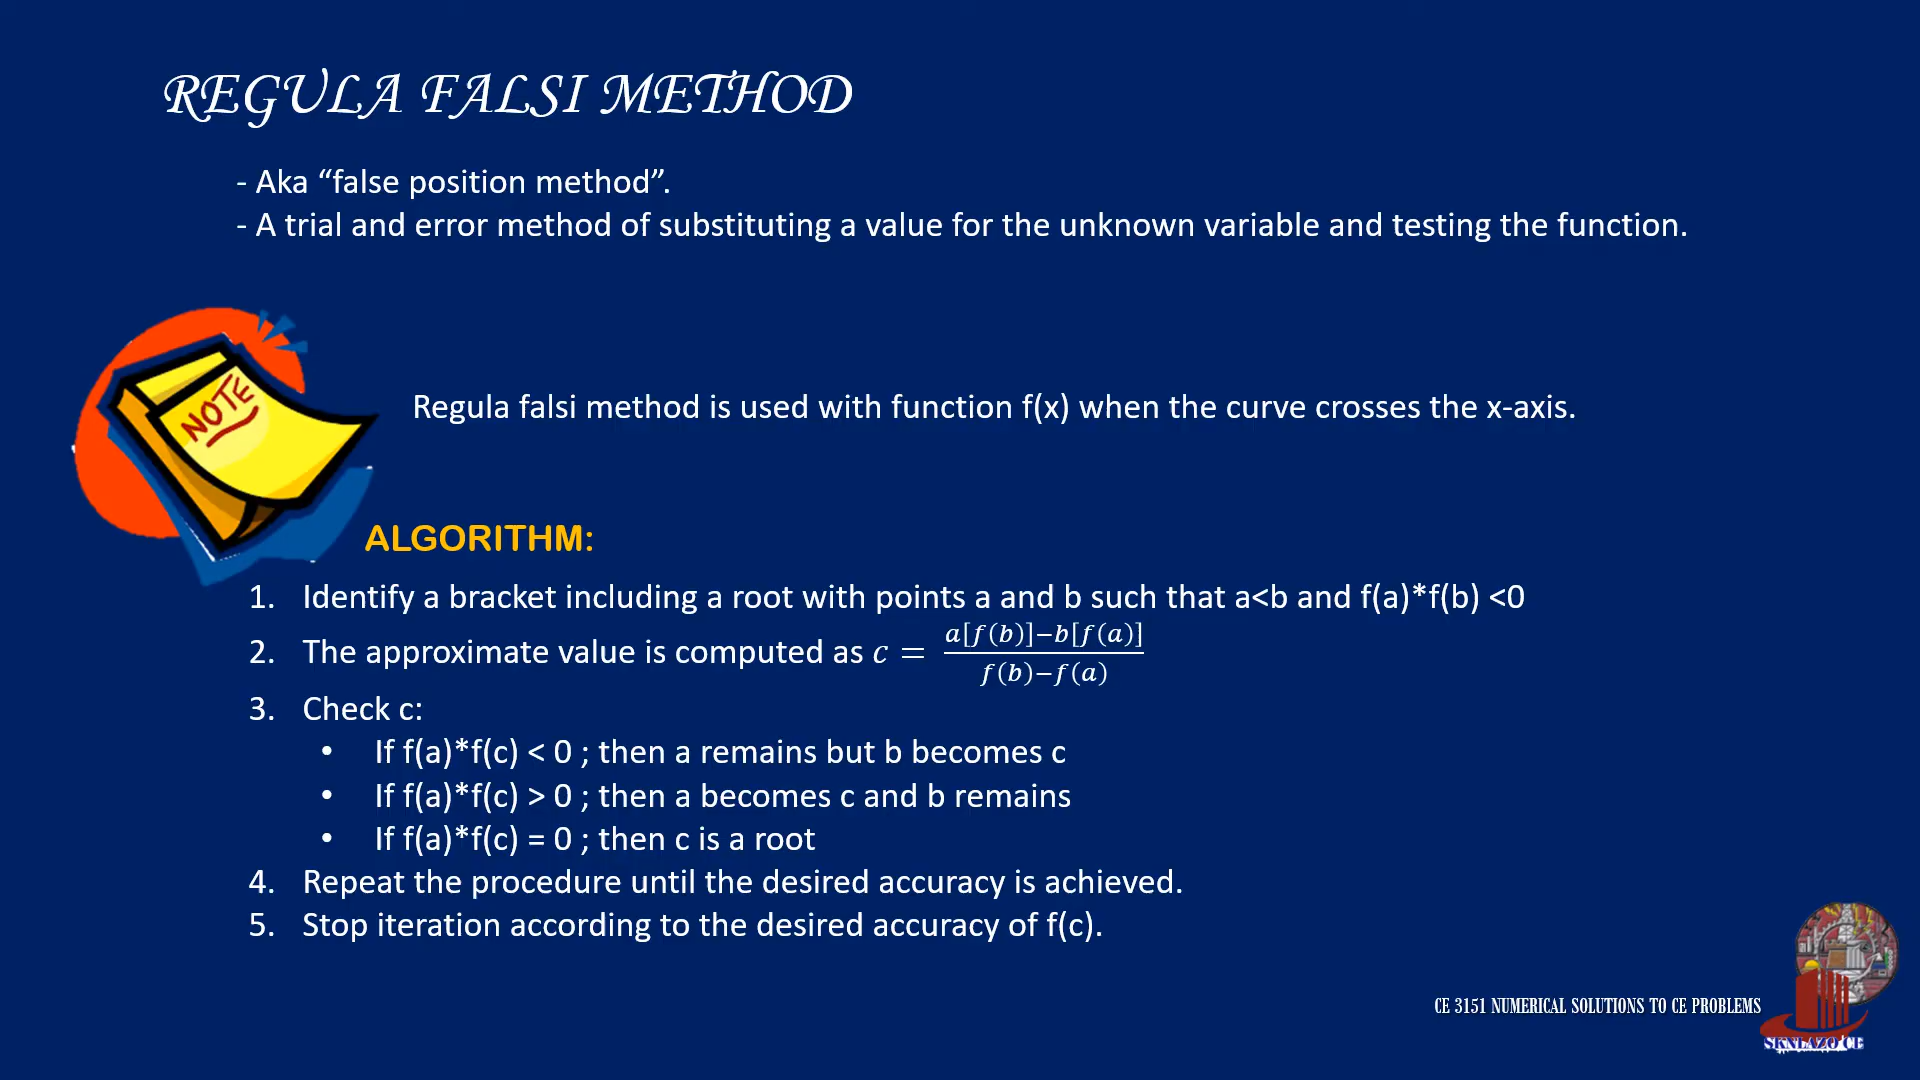 REGULA FALSI METHOD
- Aka “false position method”.
- A trial and error method of substituting a value for the unknown variable and testing the function.
NOTE
Regula falsi method is used with function f(x) when the curve crosses the x-axis.
ALGORITHM:
1. Identify a bracket including a root with points a and b such that a<b and f(a)*f(b) <0
2. The approximate value is computed as c = \frac{a[f(b)]−b[f(a)]}{f(b)−f(a)}
3. Check c:
• If f(a)*f(c) < 0 ; then a remains but b becomes c
• If f(a)*f(c) > 0 ; then a becomes c and b remains
• If f(a)*f(c) = 0 ; then c is a root
4. Repeat the procedure until the desired accuracy is achieved.
5. Stop iteration according to the desired accuracy of f(c).
CE 3151 NUMERICAL SOLUTIONS TO CE PROBLEMS
SKNLAZO CE